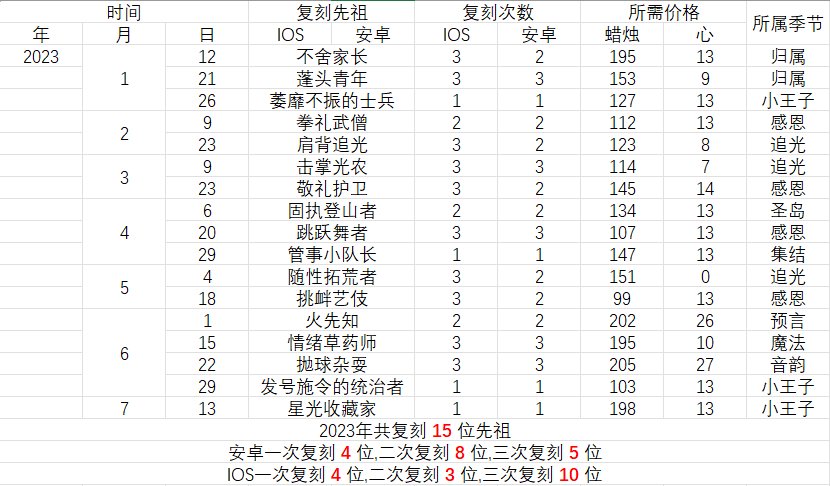 时间 复刻先祖 复刻次数 所需价格 所属季节
年 月 日 IOS 安卓 IOS 安卓 蜡烛 心
2023 1 12 不舍家长 3 2 195 13 归属
21 蓬头青年 3 3 153 9 归属
26 萎靡不振的士兵 1 1 127 13 小王子
2 9 拳礼武僧 2 2 112 13 感恩
23 肩背追光 3 2 123 8 追光
3 9 击掌光农 3 3 114 7 追光
23 敬礼护卫 3 2 145 14 感恩
4 6 固执登山者 2 2 134 13 圣岛
20 跳跃舞者 3 3 107 13 感恩
29 管事小队长 1 1 147 13 集结
5 4 随性拓荒者 3 2 151 0 追光
18 挑衅艺伎 3 2 99 13 感恩
6 1 火先知 2 2 202 26 预言
15 情绪草药师 3 3 195 10 魔法
22 抛球杂耍 3 3 205 27 音韵
29 发号施令的统治者 1 1 103 13 小王子
7 13 星光收藏家 1 1 198 13 小王子
2023年共复刻 15 位先祖
安卓一次复刻 4 位,二次复刻 8 位,三次复刻 5 位
IOS一次复刻 4 位,二次复刻 3 位,三次复刻 10 位